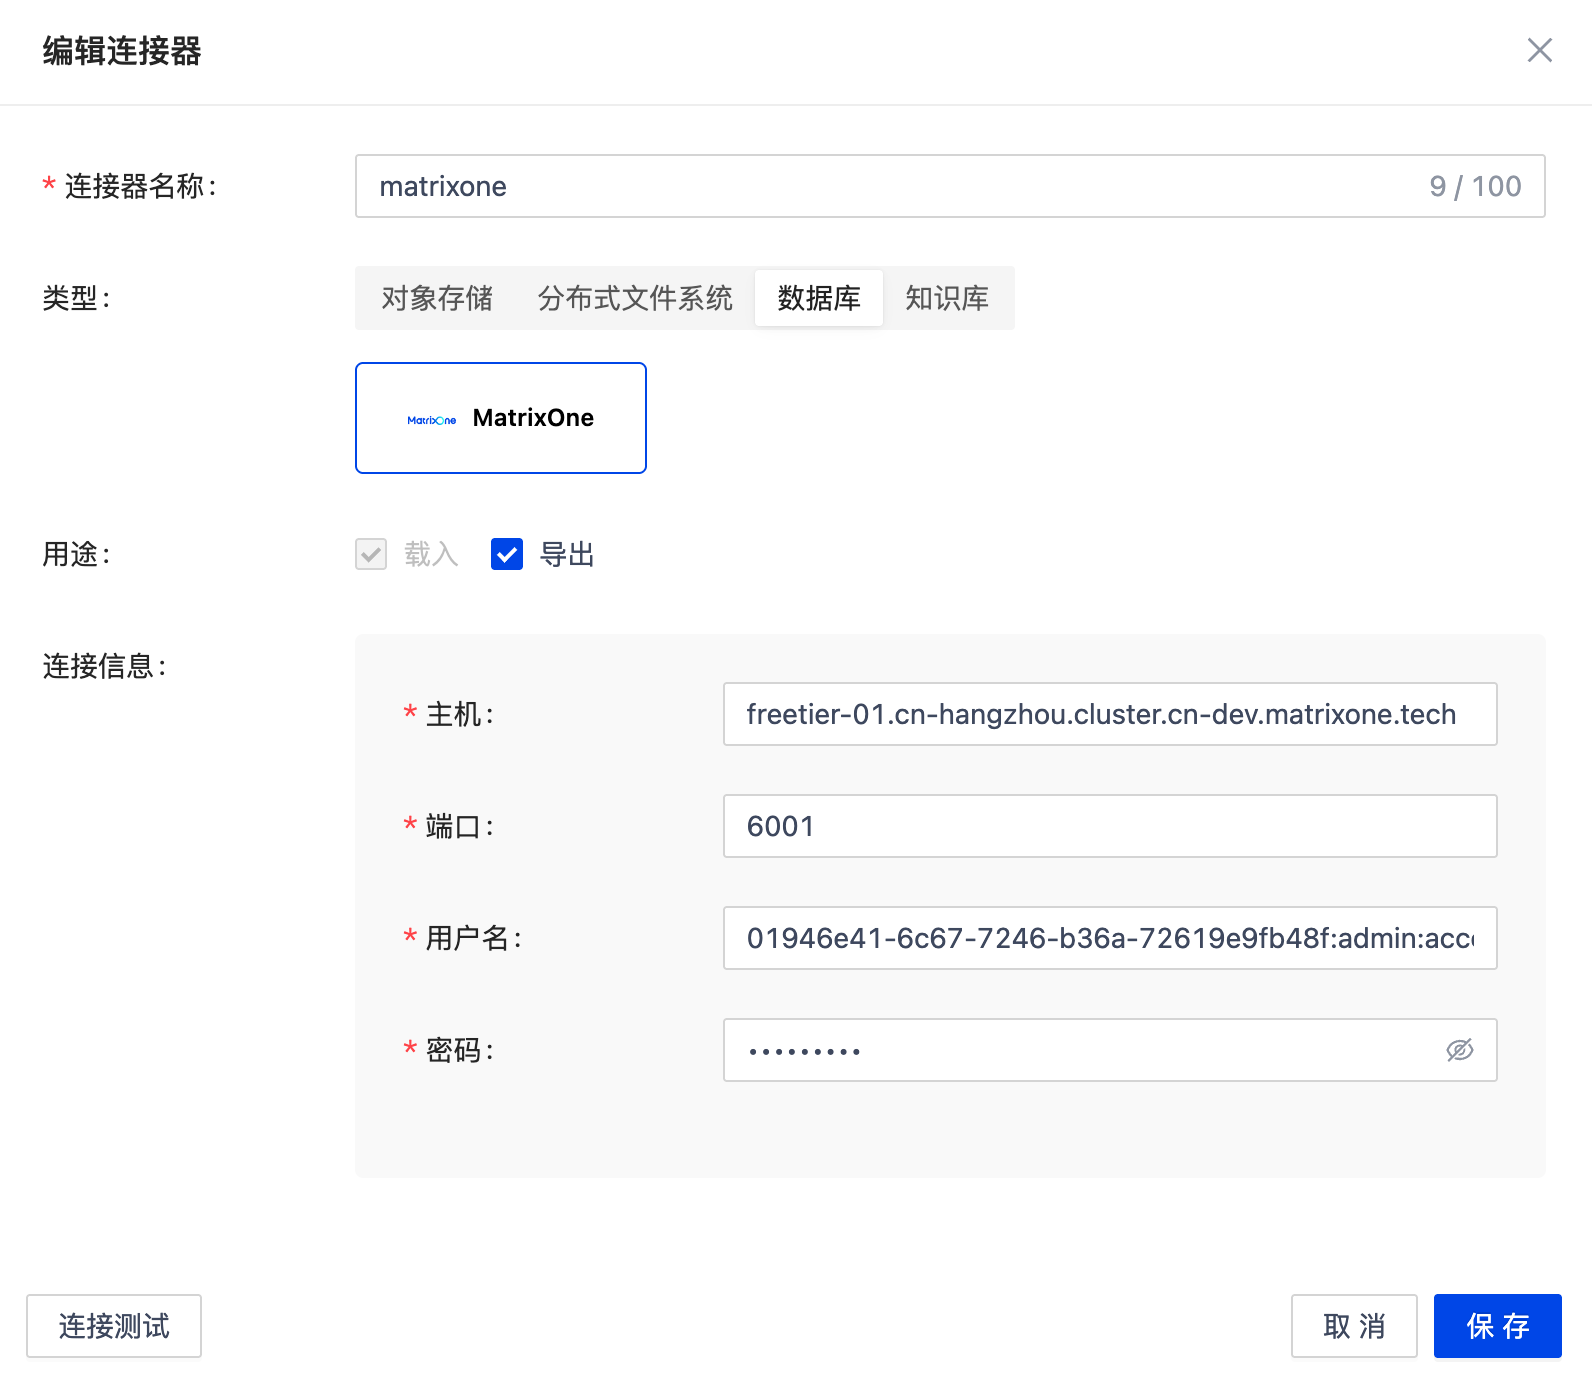 编辑连接器
* 连接器名称: matrixone 9 / 100
类型: 对象存储 分布式文件系统 数据库 知识库
MatrixOne MatrixOne
用途: 载入 导出
连接信息:
* 主机: freetier-01.cn-hangzhou.cluster.cn-dev.matrixone.tech
* 端口: 6001
* 用户名: 01946e41-6c67-7246-b36a-72619e9fb48f:admin:acc
* 密码: •••••••••
连接测试 取 消 保 存